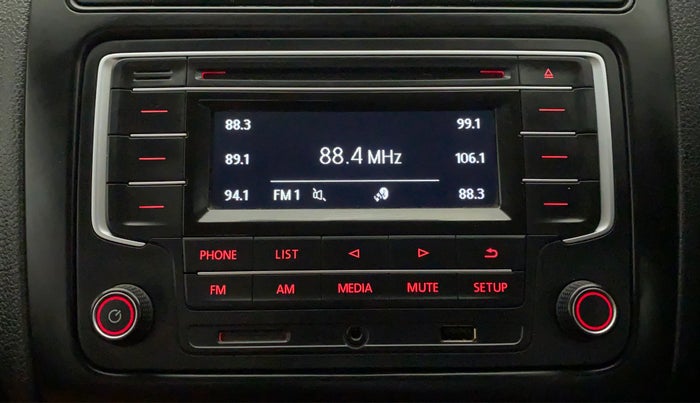 88.3
99.1
89.1
88.4 MHz
106.1
94.1
FM 1
88.3
PHONE
LIST
FM
AM
MEDIA
MUTE
SETUP